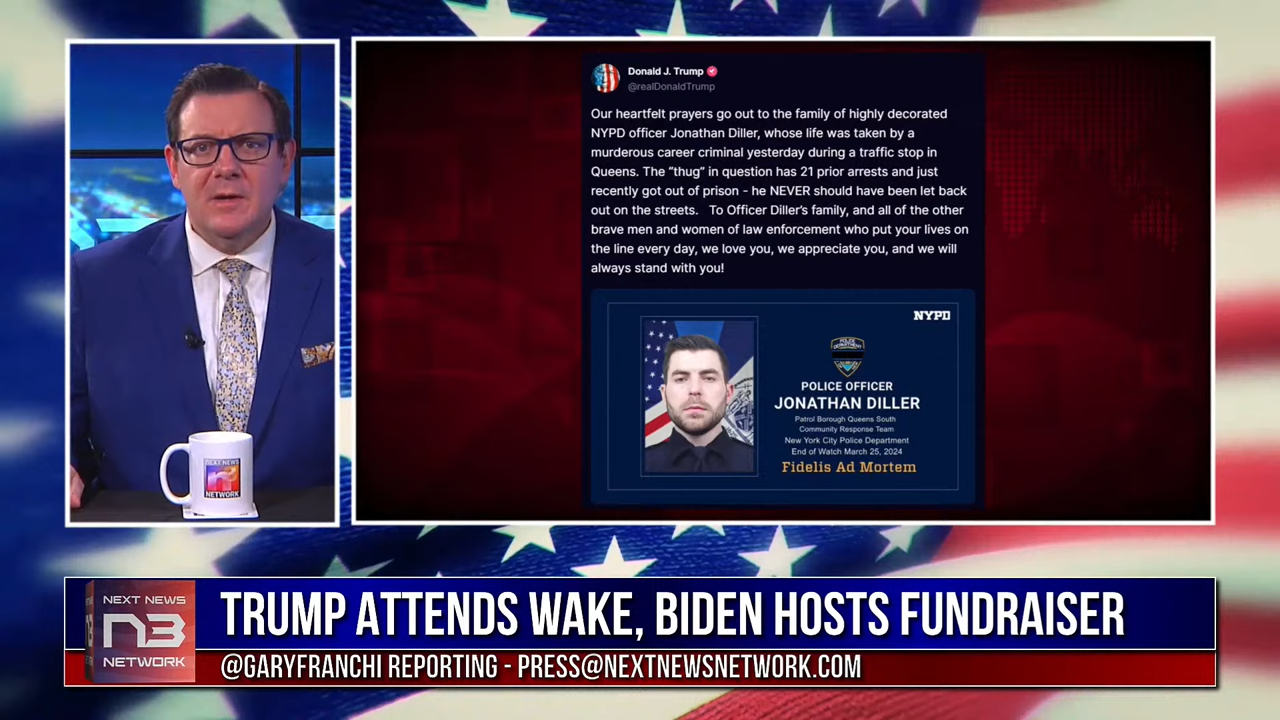 Donald J. Trump
@realDonaldTrump
Our heartfelt prayers go out to the family of highly decorated
NYPD officer Jonathan Diller, whose life was taken by a
murderous career criminal yesterday during a traffic stop in
Queens. The “thug” in question has 21 prior arrests and just
recently got out of prison - he NEVER should have been let back
out on the streets. To Officer Diller’s family, and all of the other
brave men and women of law enforcement who put your lives on
the line every day, we love you, we appreciate you, and we will
always stand with you!
NYPD
POLICE
DEPARTMENT
POLICE OFFICER
JONATHAN DILLER
Patrol Borough Queens South
Community Response Team
New York City Police Department
End of Watch March 25, 2024
Fidelis Ad Mortem
NEXT NEWS
NETWORK
NEXT NEWS
NETWORK
TRUMP ATTENDS WAKE, BIDEN HOSTS FUNDRAISER
@GARYFRANCHI REPORTING - PRESS@NEXTNEWSNETWORK.COM